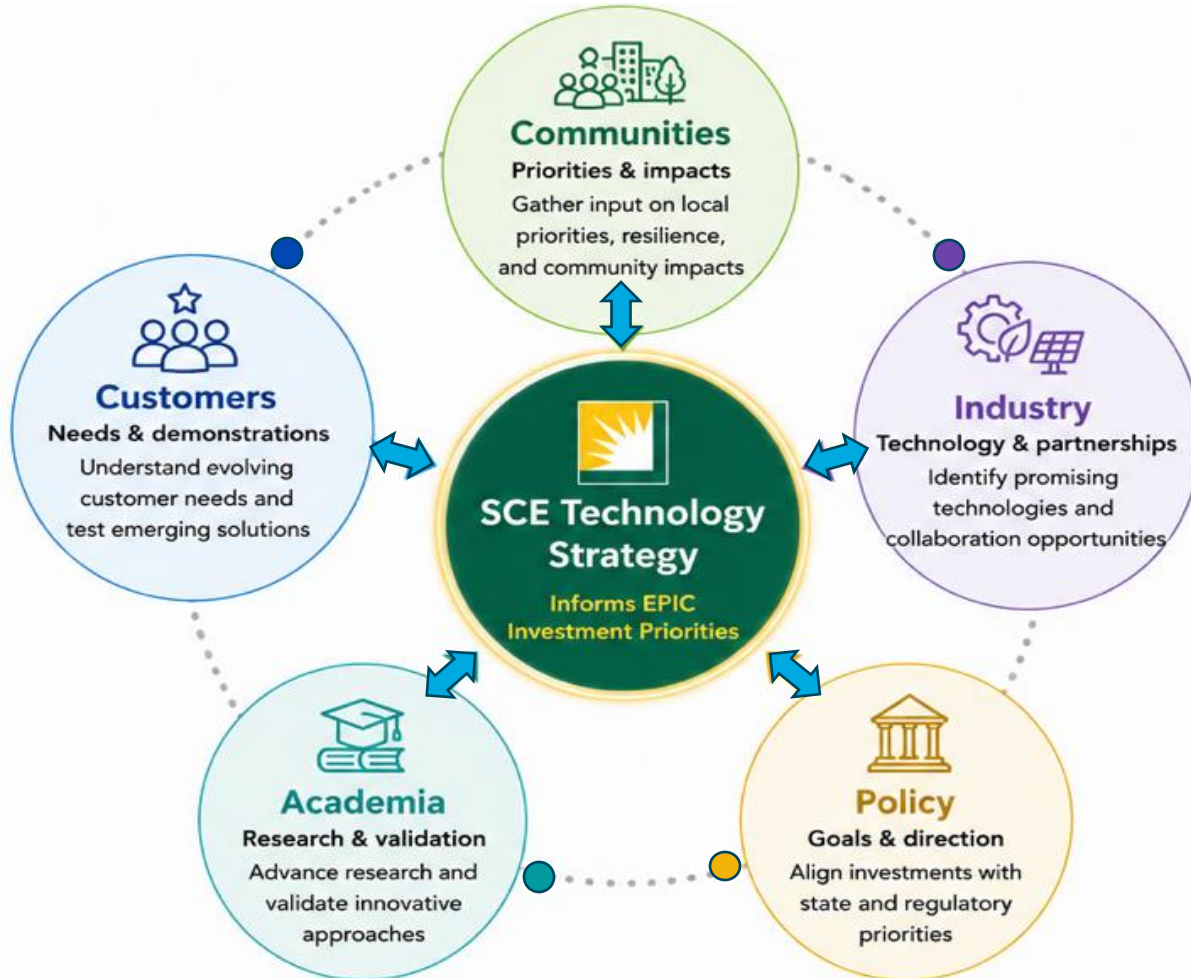 Communities
Priorities & impacts
Gather input on local
priorities, resilience,
and community impacts
Customers
Needs & demonstrations
Understand evolving
customer needs and
test emerging solutions
Industry
Technology & partnerships
Identify promising
technologies and
collaboration opportunities
SCE Technology
Strategy
Informs EPIC
Investment Priorities
Academia
Research & validation
Advance research and
validate innovative
approaches
Policy
Goals & direction
Align investments with
state and regulatory
priorities